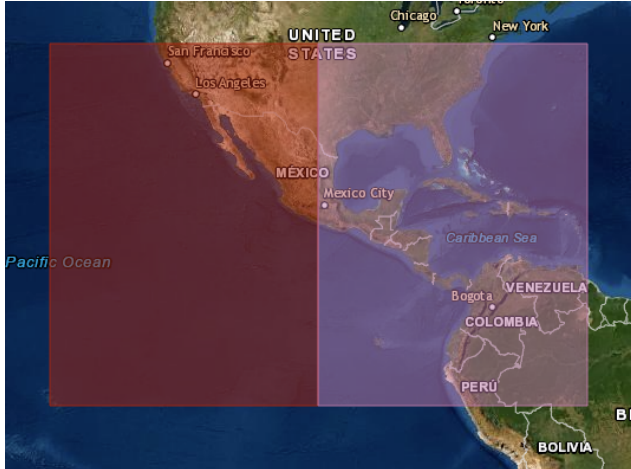 Toronto
Chicago
New York
UNITED
STATES
San Francisco
Los Angeles
MÉXICO
Mexico City
Caribbean Sea
Pacific Ocean
VENEZUELA
Bogota
COLOMBIA
PERÚ
B
BOLIVIA